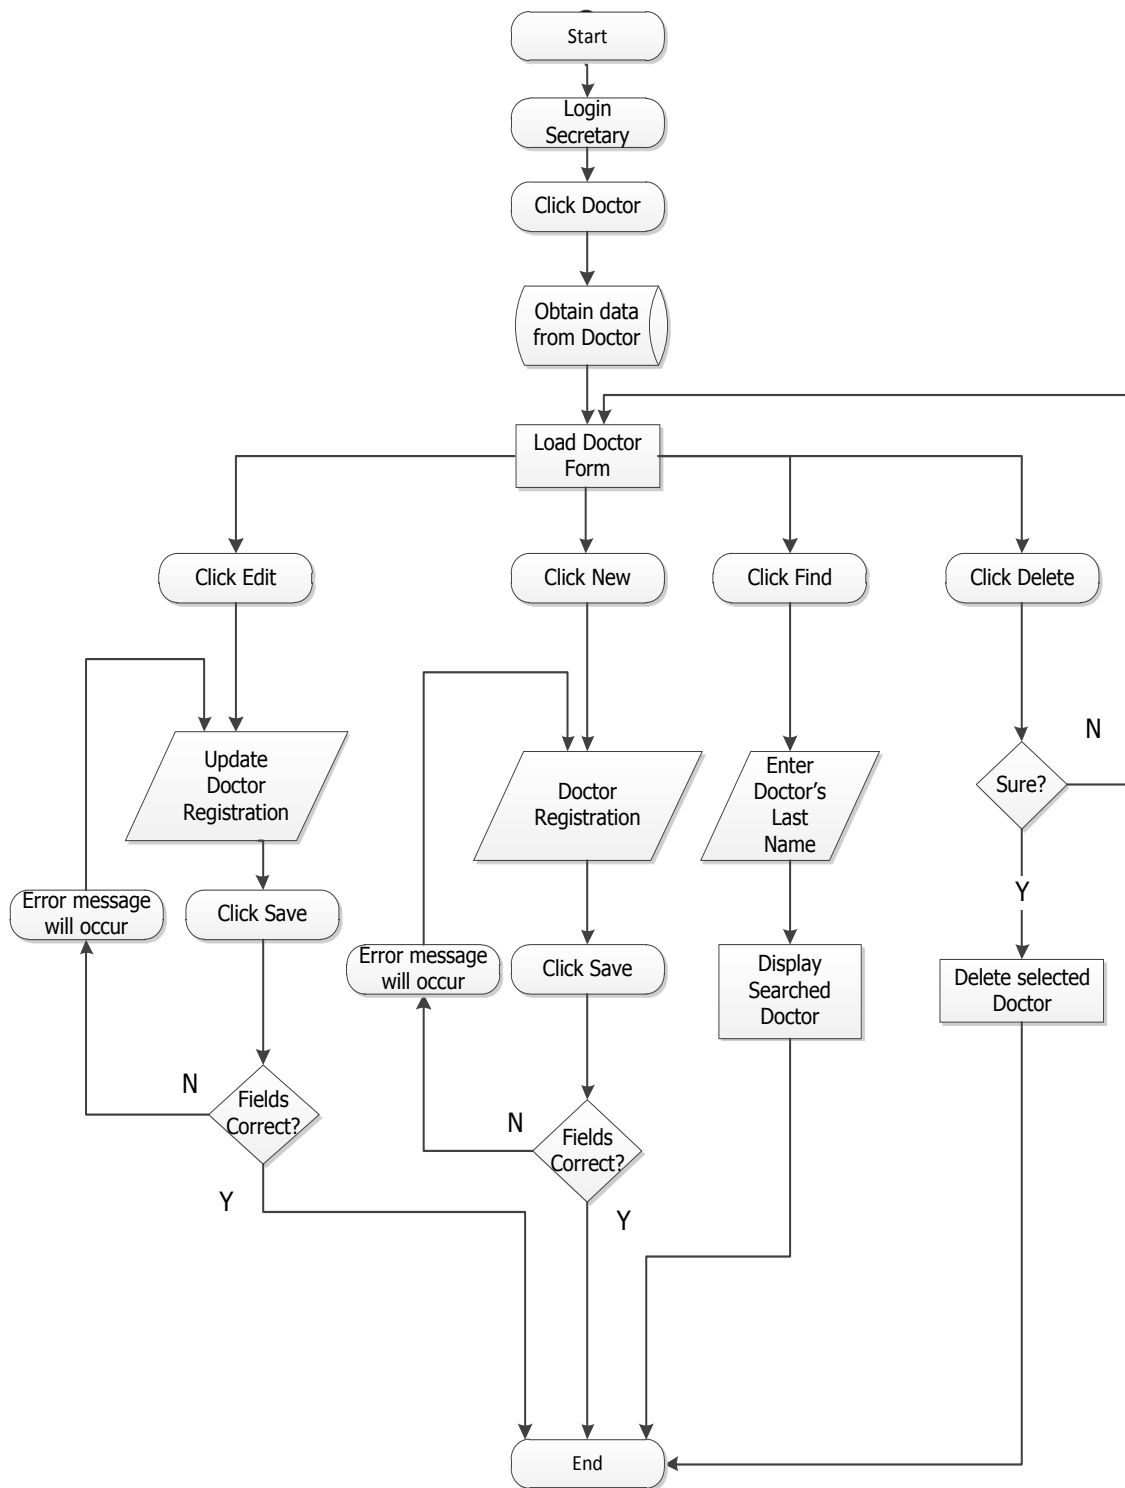 Start
Login
Secretary
Click Doctor
Obtain data
from Doctor
Load Doctor
Form
Click Edit
Click New
Click Find
Click Delete
Update
Doctor
Registration
Doctor
Registration
Enter
Doctor's
Last
Name
Sure?
N
Y
Error message
will occur
Click Save
Error message
will occur
Click Save
Display
Searched
Doctor
Delete selected
Doctor
N
Fields
Correct?
Y
N
Fields
Correct?
Y
End